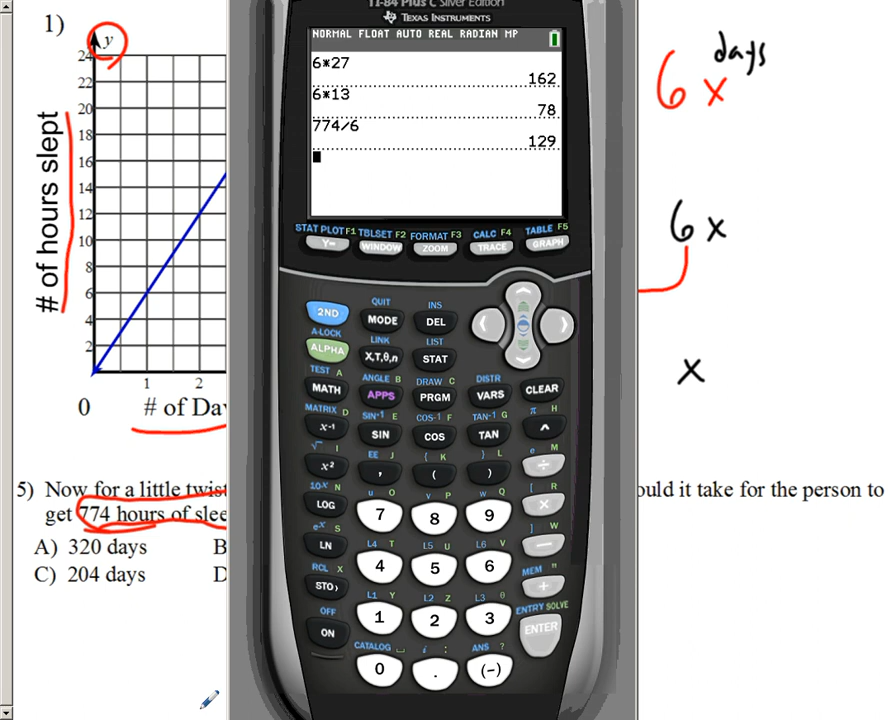 1)
y
24
22
20
18
16
14
12
10
8
6
4
2
# of hours slept
1
2
0
# of Da
TI-84 Plus C Silver Edition
TEXAS INSTRUMENTS
NORMAL FLOAT AUTO REAL RADIAN MP
6*27
162
6*13
78
774/6
129
STAT PLOT F1 TBLSET F2 FORMAT F3 CALC F4 TABLE F5
Y= WINDOW ZOOM TRACE GRAPH
QUIT INS
2ND MODE DEL
A-LOCK LINK LIST
ALPHA X,T,θ,n STAT
TEST A ANGLE B DRAW C DISTR
MATH APPS PRGM VARS CLEAR
MATRIX D SIN⁻¹ E COS⁻¹ F TAN⁻¹ G π H
x⁻¹ SIN COS TAN ^
√ I EE J { K } L e M
x² , ( ) ÷
10ˣ N u O v P w Q [ R
LOG 7 8 9 ×
eˣ S L4 T L5 U L6 V ] W
LN 4 5 6 −
RCL X L1 Y L2 Z L3 θ MEM "
STO› 1 2 3 +
OFF CATALOG ⎵ i : ANS ? ENTRY SOLVE
ON 0 . (-) ENTER
days
6 x
6 x
x
5) Now for a little twist ould it take for the person to
get 774 hours of slee
A) 320 days B
C) 204 days D